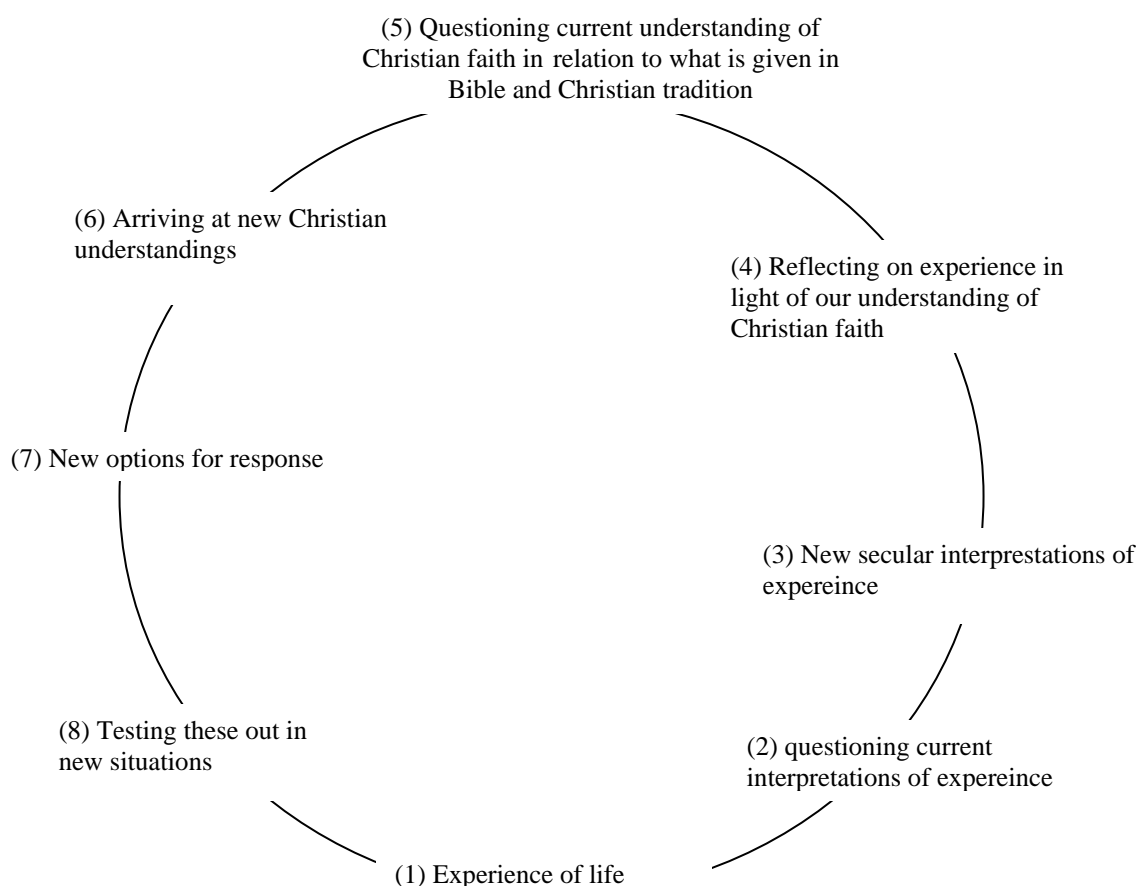 (5) Questioning current understanding of
Christian faith in relation to what is given in
Bible and Christian tradition
(6) Arriving at new Christian
understandings
(4) Reflecting on experience in
light of our understanding of
Christian faith
(7) New options for response
(3) New secular interprestations of
expereince
(8) Testing these out in
new situations
(2) questioning current
interpretations of expereince
(1) Experience of life